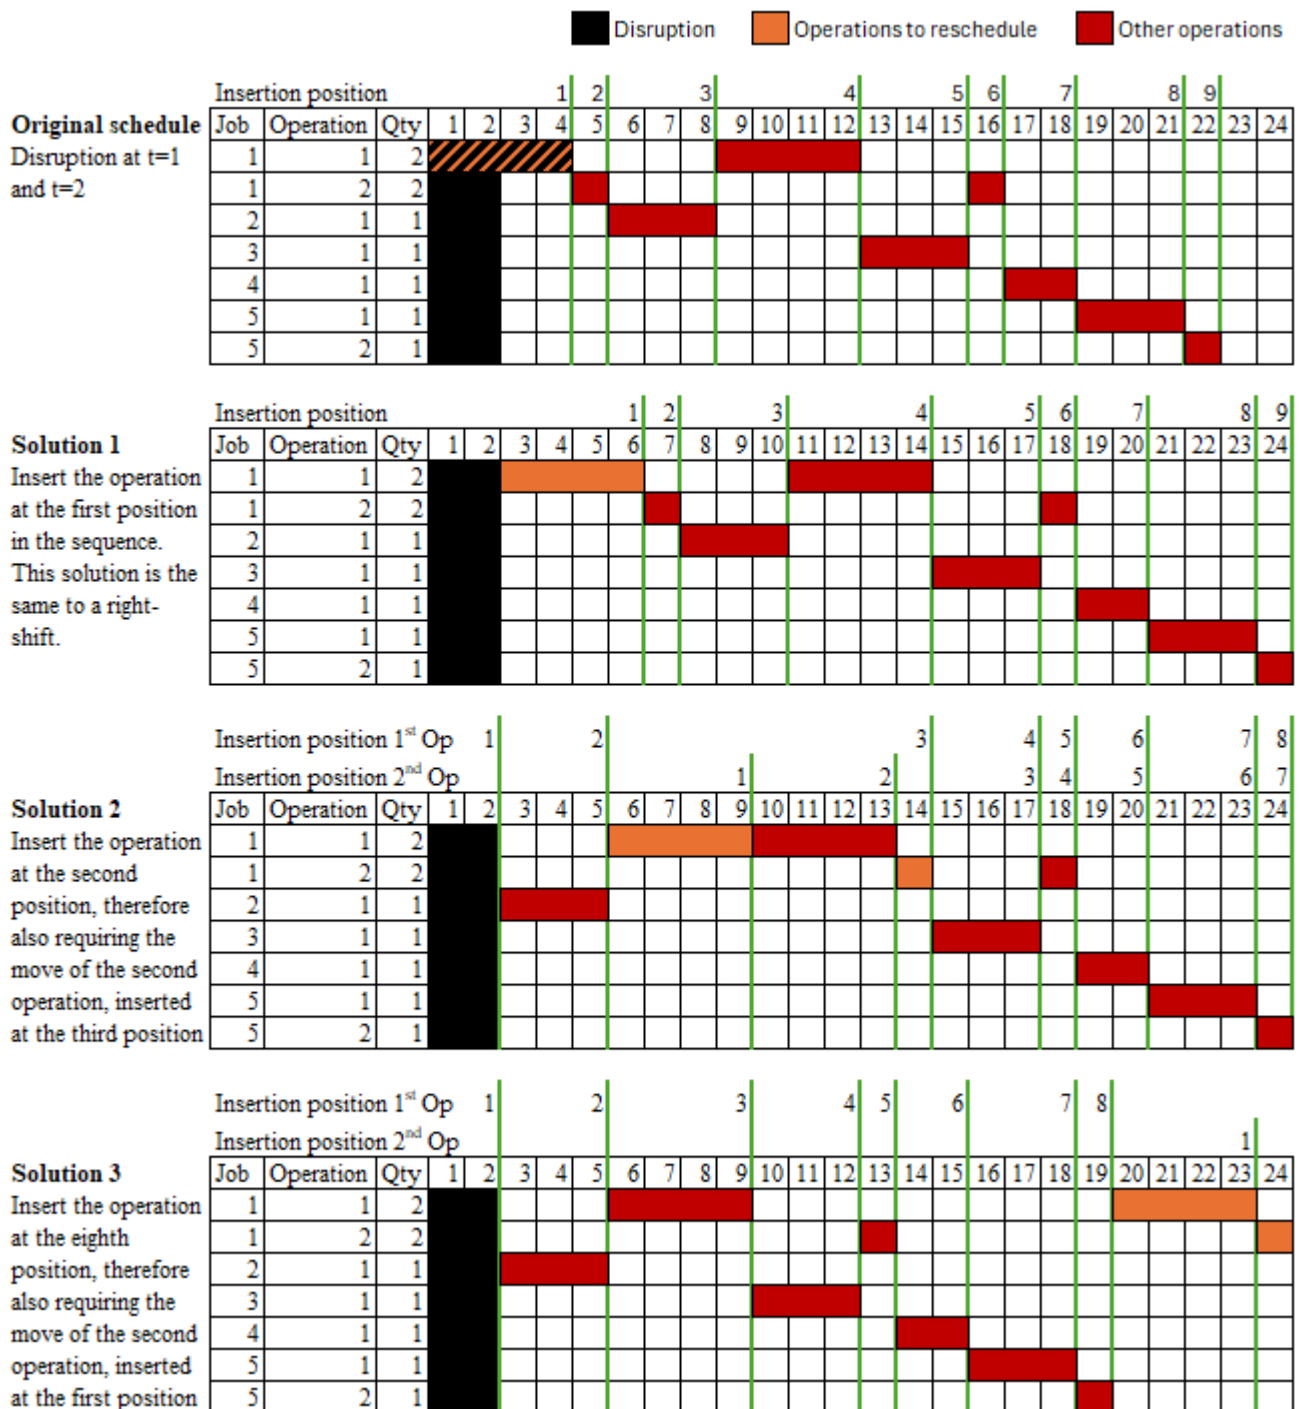 Disruption Operations to reschedule Other operations
Insertion position 1 2 3 4 5 6 7 8 9
Original schedule Job Operation Qty 1 2 3 4 5 6 7 8 9 10 11 12 13 14 15 16 17 18 19 20 21 22 23 24
Disruption at t=1 1 1 2
and t=2 1 2 2
2 1 1
3 1 1
4 1 1
5 1 1
5 2 1
Insertion position 1 2 3 4 5 6 7 8 9
Solution 1 Job Operation Qty 1 2 3 4 5 6 7 8 9 10 11 12 13 14 15 16 17 18 19 20 21 22 23 24
Insert the operation 1 1 2
at the first position 1 2 2
in the sequence. 2 1 1
This solution is the 3 1 1
same to a right- 4 1 1
shift. 5 1 1
5 2 1
Insertion position 1st Op 1 2 3 4 5 6 7 8
Insertion position 2nd Op 1 2 3 4 5 6 7
Solution 2 Job Operation Qty 1 2 3 4 5 6 7 8 9 10 11 12 13 14 15 16 17 18 19 20 21 22 23 24
Insert the operation 1 1 2
at the second 1 2 2
position, therefore 2 1 1
also requiring the 3 1 1
move of the second 4 1 1
operation, inserted 5 1 1
at the third position 5 2 1
Insertion position 1st Op 1 2 3 4 5 6 7 8
Insertion position 2nd Op 1
Solution 3 Job Operation Qty 1 2 3 4 5 6 7 8 9 10 11 12 13 14 15 16 17 18 19 20 21 22 23 24
Insert the operation 1 1 2
at the eighth 1 2 2
position, therefore 2 1 1
also requiring the 3 1 1
move of the second 4 1 1
operation, inserted 5 1 1
at the first position 5 2 1